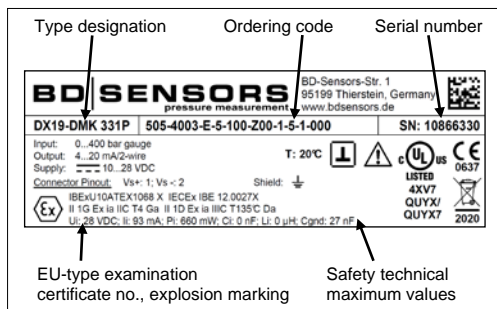 Type designation Ordering code Serial number
BD|SENSORS
pressure measurement
BD-Sensors-Str. 1
95199 Thierstein, Germany
www.bdsensors.de
DX19-DMK 331P 505-4003-E-5-100-Z00-1-5-1-000 SN: 10866330
Input: 0...400 bar gauge
Output: 4...20 mA/2-wire
Supply: 10...28 VDC
T: 20°C
Connector Pinout: Vs+: 1; Vs-: 2 Shield:
c UL us
LISTED
4XV7
QUYX/
QUYX7
CE
0637
2020
Ex
IBExU10ATEX1068 X IECEx IBE 12.0027X
II 1G Ex ia IIC T4 Ga II 1D Ex ia IIIC T135°C Da
Ui: 28 VDC; Ii: 93 mA; Pi: 660 mW; Ci: 0 nF; Li: 0 µH; Cgnd: 27 nF
EU-type examination
certificate no., explosion marking
Safety technical
maximum values